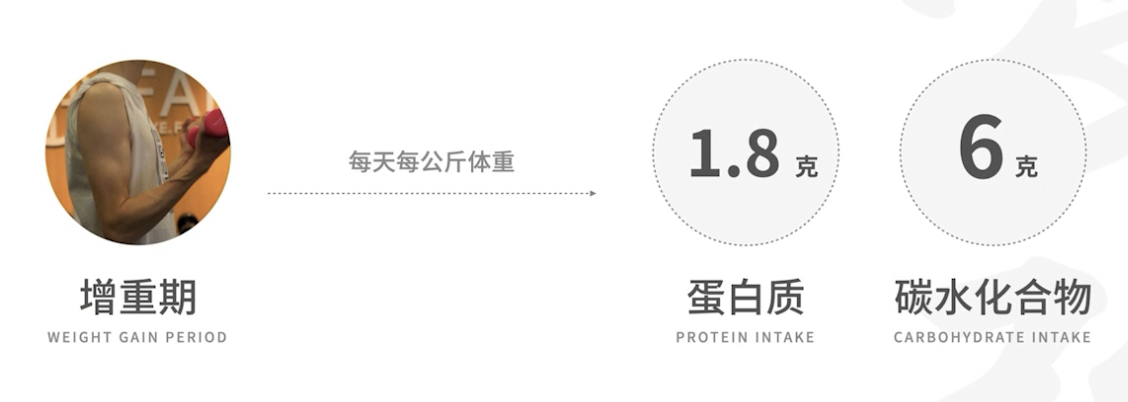 每天每公斤体重
1.8 克
6 克
增重期
蛋白质
碳水化合物
WEIGHT GAIN PERIOD
PROTEIN INTAKE
CARBOHYDRATE INTAKE